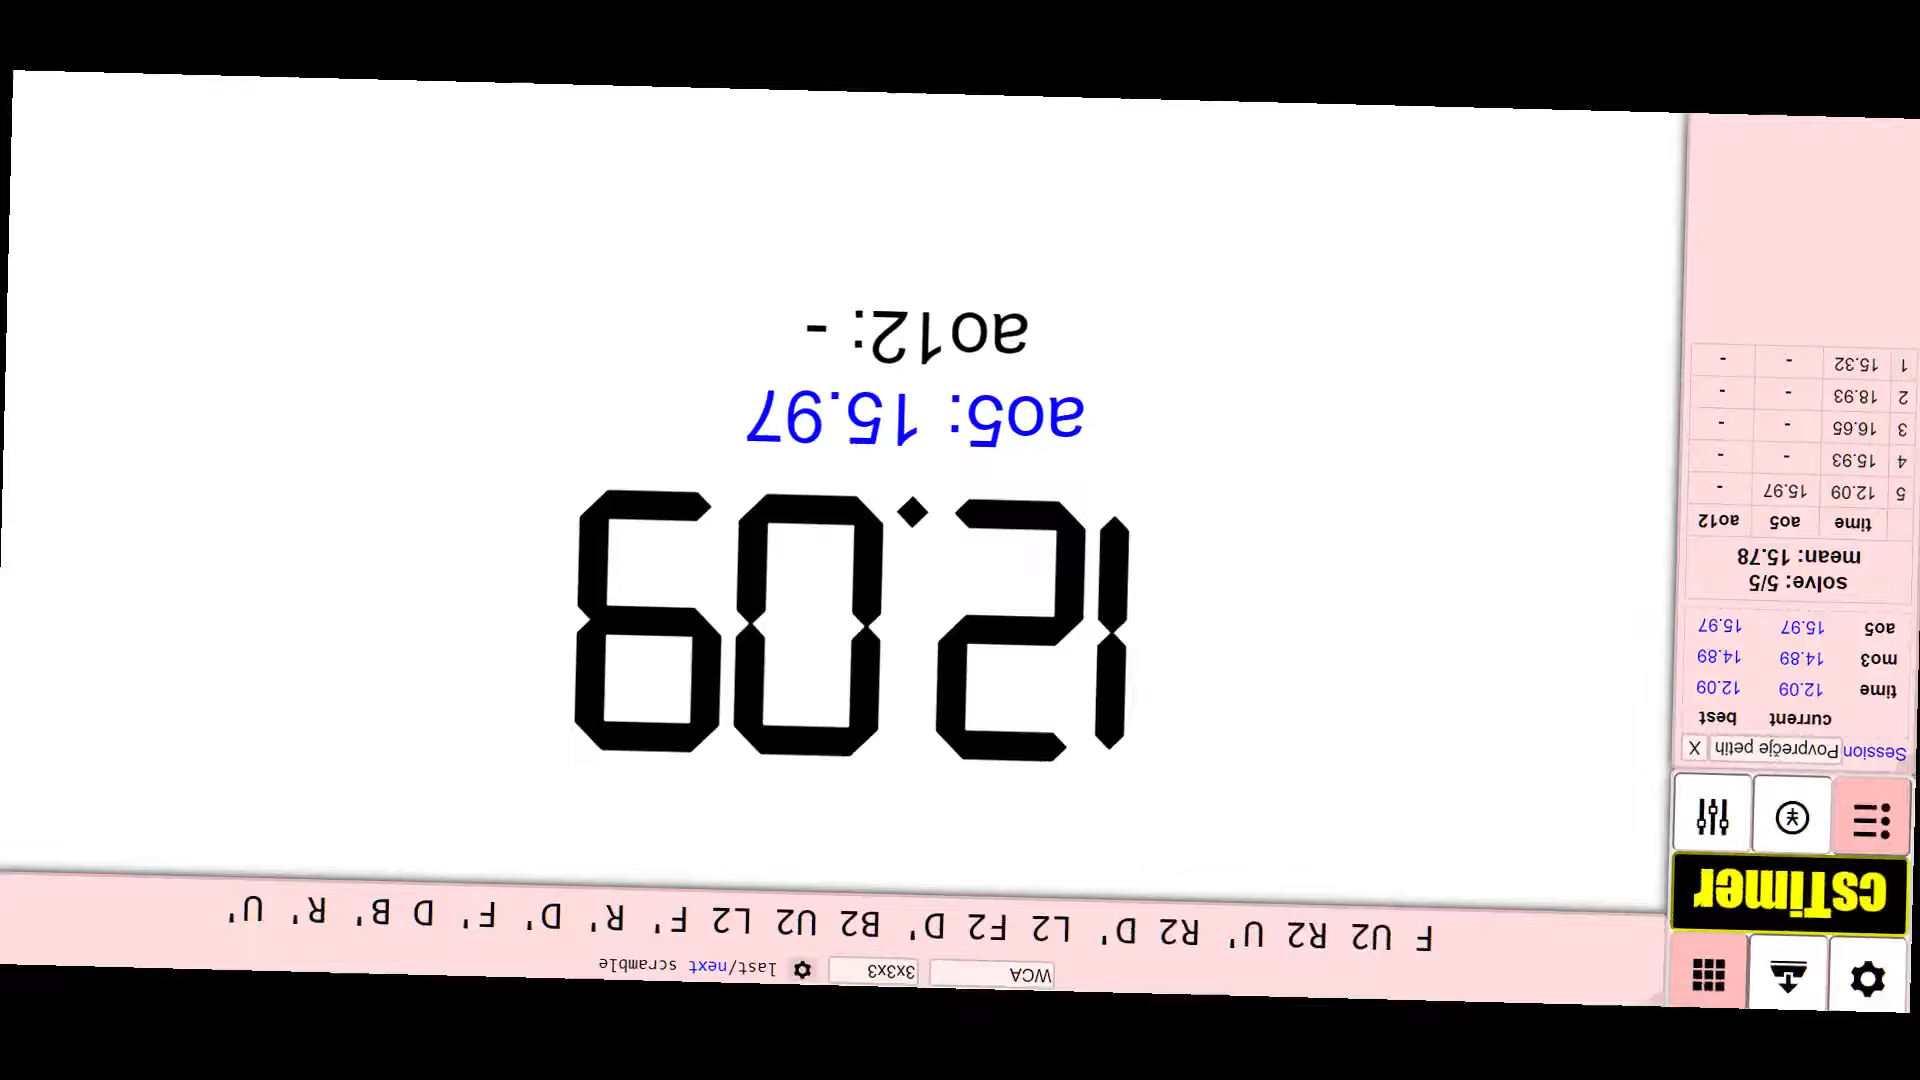 WCA 3x3x3 last/next scramble
F U2 R2 U' R2 D' L2 F2 D' B2 U2 L2 F' R' D' F' D B' R' U'
csTimer
Session Povprečje petih X
current best
time 12.09 12.09
mo3 14.89 14.89
ao5 15.97 15.97
solve: 5/5
mean: 15.78
time ao5 ao12
5 12.09 15.97 -
4 15.93 - -
3 16.65 - -
2 18.93 - -
1 15.32 - -
12.09
ao5: 15.97
ao12: -